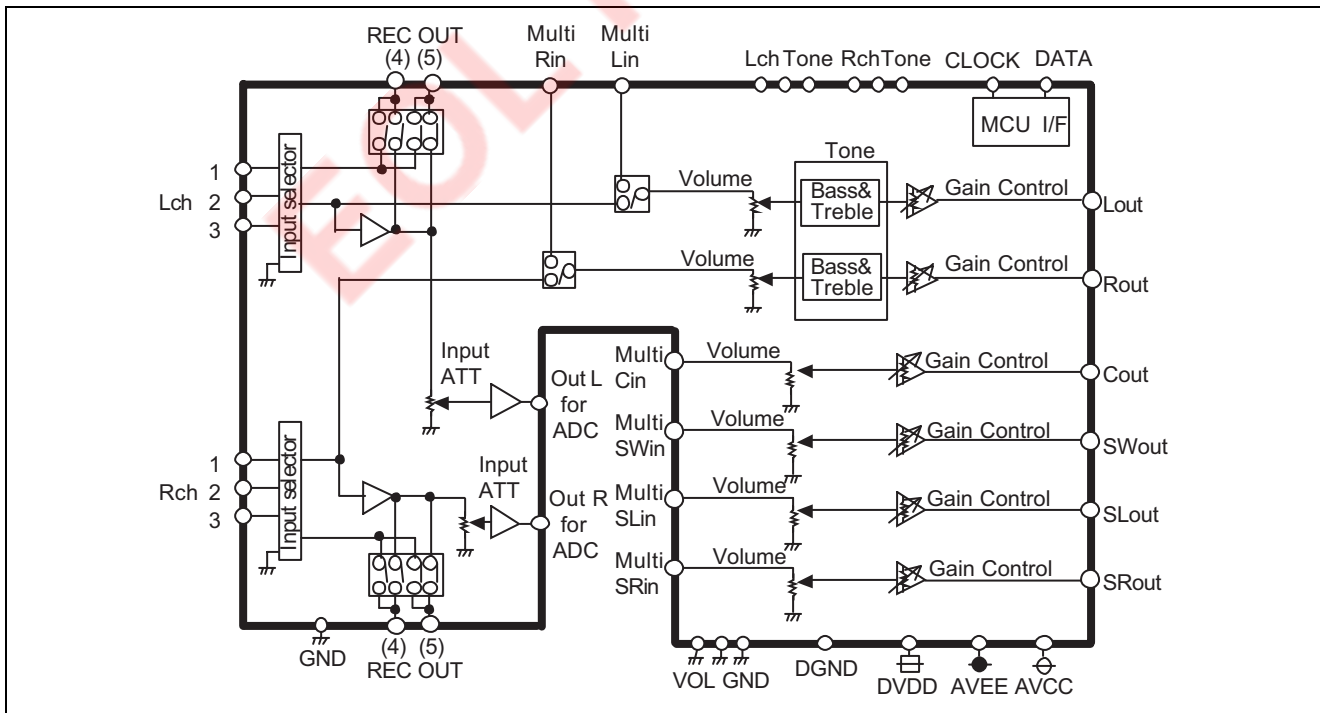 REC OUT
(4) (5)
Multi
Rin
Multi
Lin
Lch Tone
Rch Tone
CLOCK
DATA
MCU I/F
Input selector
1
Lch 2
3
Tone
Volume
Bass&
Treble
Gain Control
Lout
Volume
Bass&
Treble
Gain Control
Rout
Input
ATT
Out L
for
ADC
Multi
Cin
Volume
Gain Control
Cout
Multi
SWin
Volume
Gain Control
SWout
Input selector
1
Rch 2
3
Input
ATT
Out R
for
ADC
Multi
SLin
Volume
Gain Control
SLout
Multi
SRin
Volume
Gain Control
SRout
GND
(4) (5)
REC OUT
VOL GND
DGND
DVDD
AVEE
AVCC
EOL